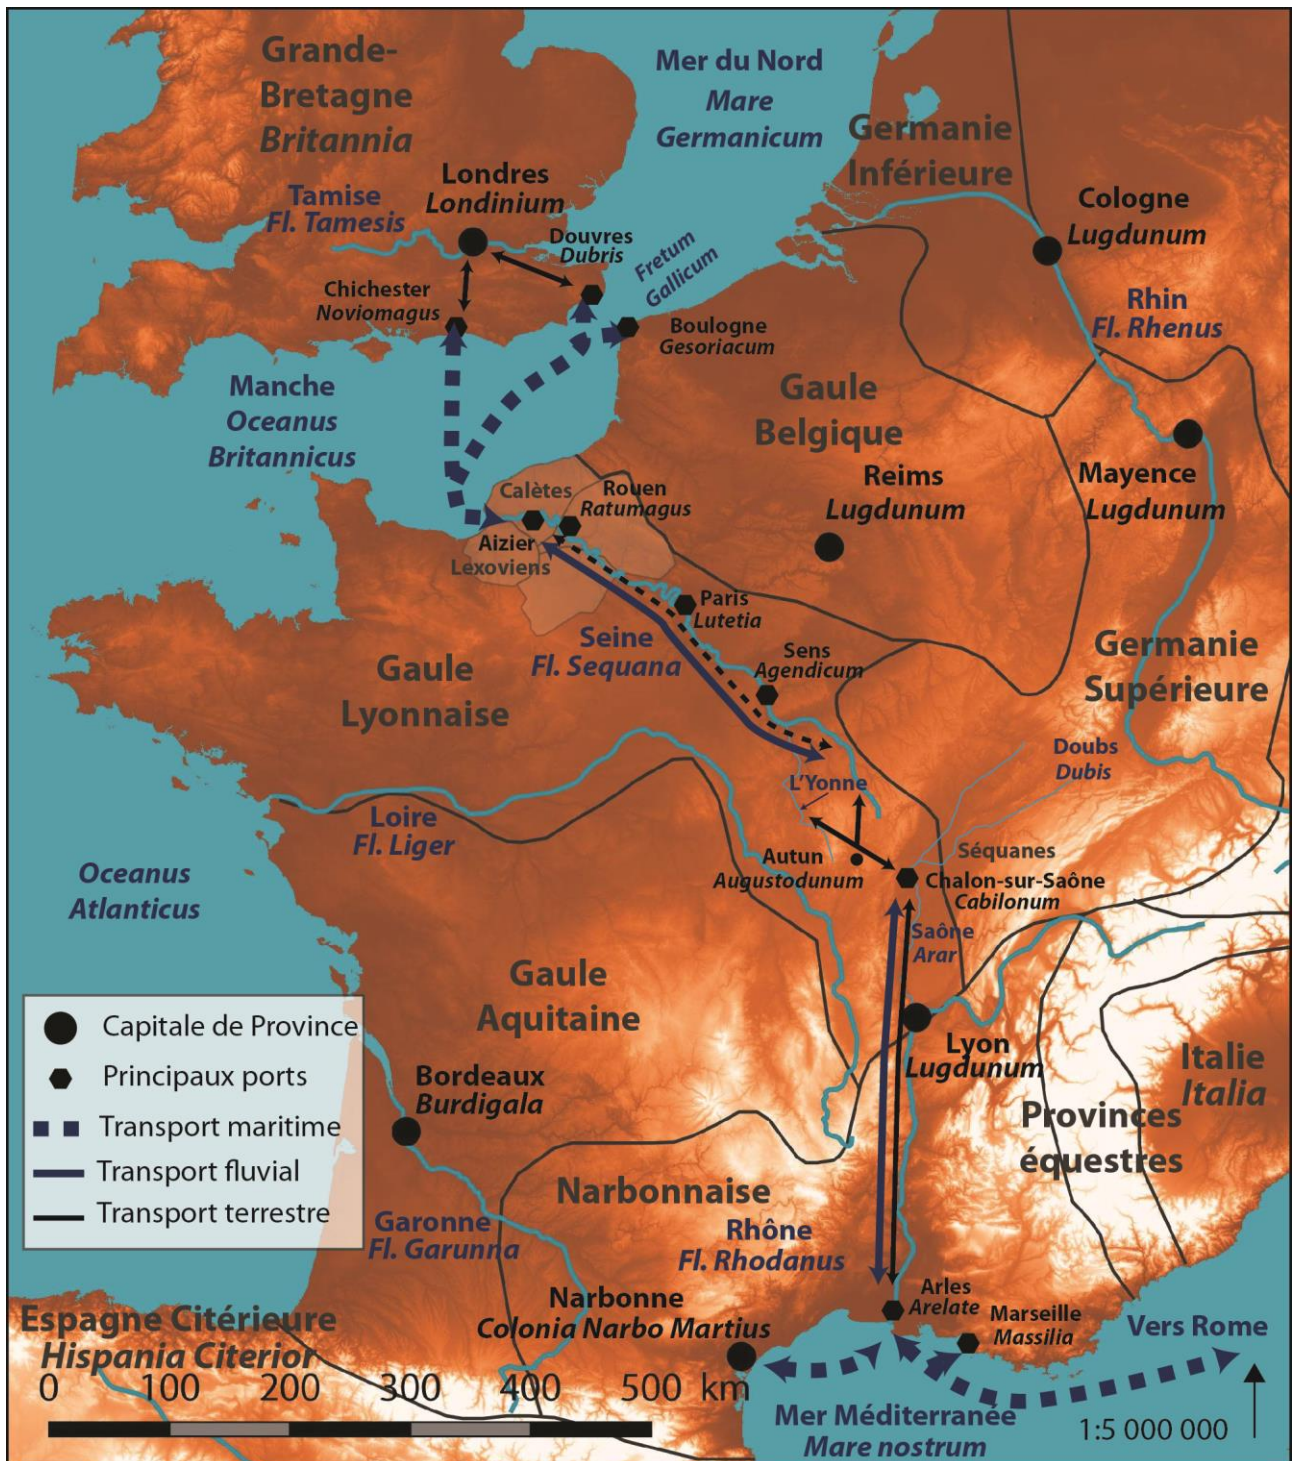 Grande-
Bretagne
Britannia
Mer du Nord
Mare
Germanicum
Germanie
Inférieure
Tamise
Fl. Tamesis
Londres
Londinium
Douvres
Dubris
Fretum
Gallicum
Cologne
Lugdunum
Chichester
Noviomagus
Boulogne
Gesoriacum
Rhin
Fl. Rhenus
Manche
Oceanus
Britannicus
Gaule
Belgique
Reims
Lugdunum
Mayence
Lugdunum
Calètes
Rouen
Ratumagus
Aizier
Lexoviens
Paris
Lutetia
Seine
Fl. Sequana
Sens
Agendicum
Gaule
Lyonnaise
Germanie
Supérieure
Doubs
Dubis
L'Yonne
Loire
Fl. Liger
Autun
Augustodunum
Séquanes
Chalon-sur-Saône
Cabilonum
Oceanus
Atlanticus
Saône
Arar
Gaule
Aquitaine
Lyon
Lugdunum
Italie
Italia
Provinces
équestres
Capitale de Province
Principaux ports
Transport maritime
Transport fluvial
Transport terrestre
Bordeaux
Burdigala
Narbonnaise
Garonne
Fl. Garunna
Rhône
Fl. Rhodanus
Narbonne
Colonia Narbo Martius
Arles
Arelate
Marseille
Massilia
Vers Rome
Espagne Citérieure
Hispania Citerior
0 100 200 300 400 500 km
Mer Méditerranée
Mare nostrum
1:5 000 000